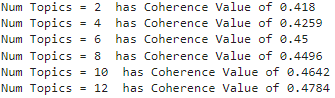 Num Topics = 2  has Coherence Value of 0.418
Num Topics = 4  has Coherence Value of 0.4259
Num Topics = 6  has Coherence Value of 0.45
Num Topics = 8  has Coherence Value of 0.4496
Num Topics = 10  has Coherence Value of 0.4642
Num Topics = 12  has Coherence Value of 0.4784